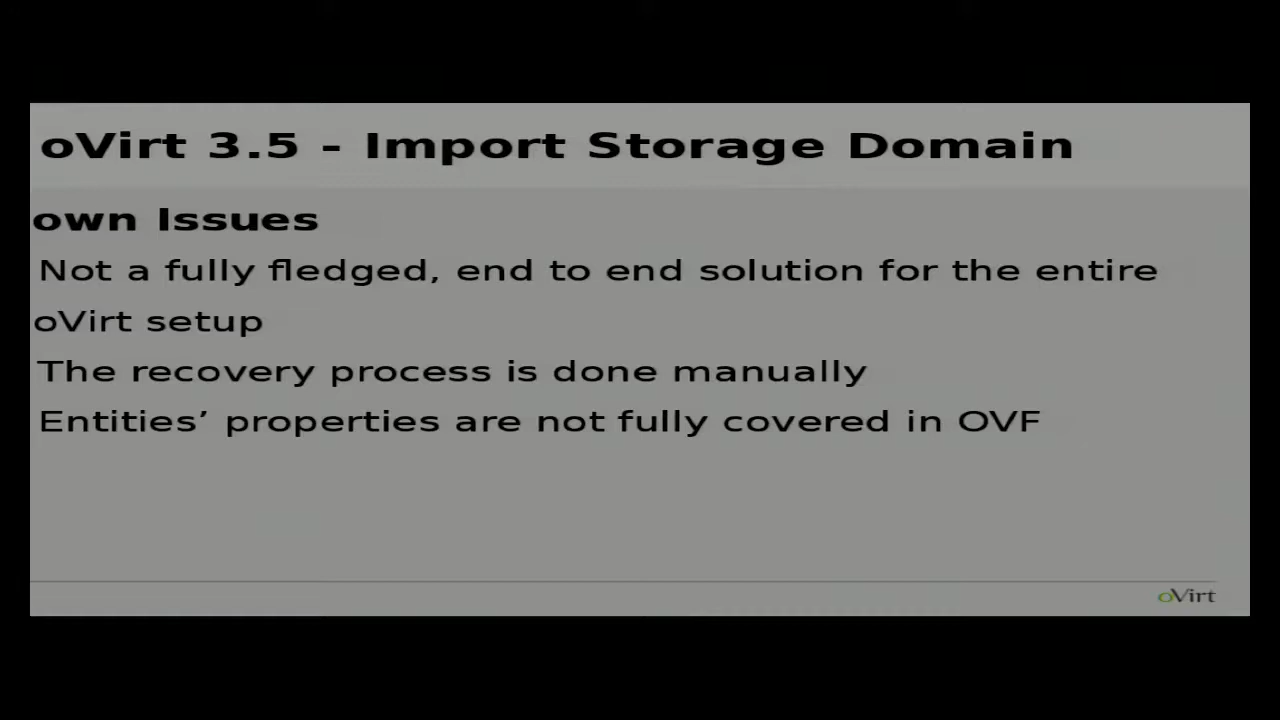 oVirt 3.5 - Import Storage Domain
own Issues
Not a fully fledged, end to end solution for the entire
oVirt setup
The recovery process is done manually
Entities’ properties are not fully covered in OVF
oVirt